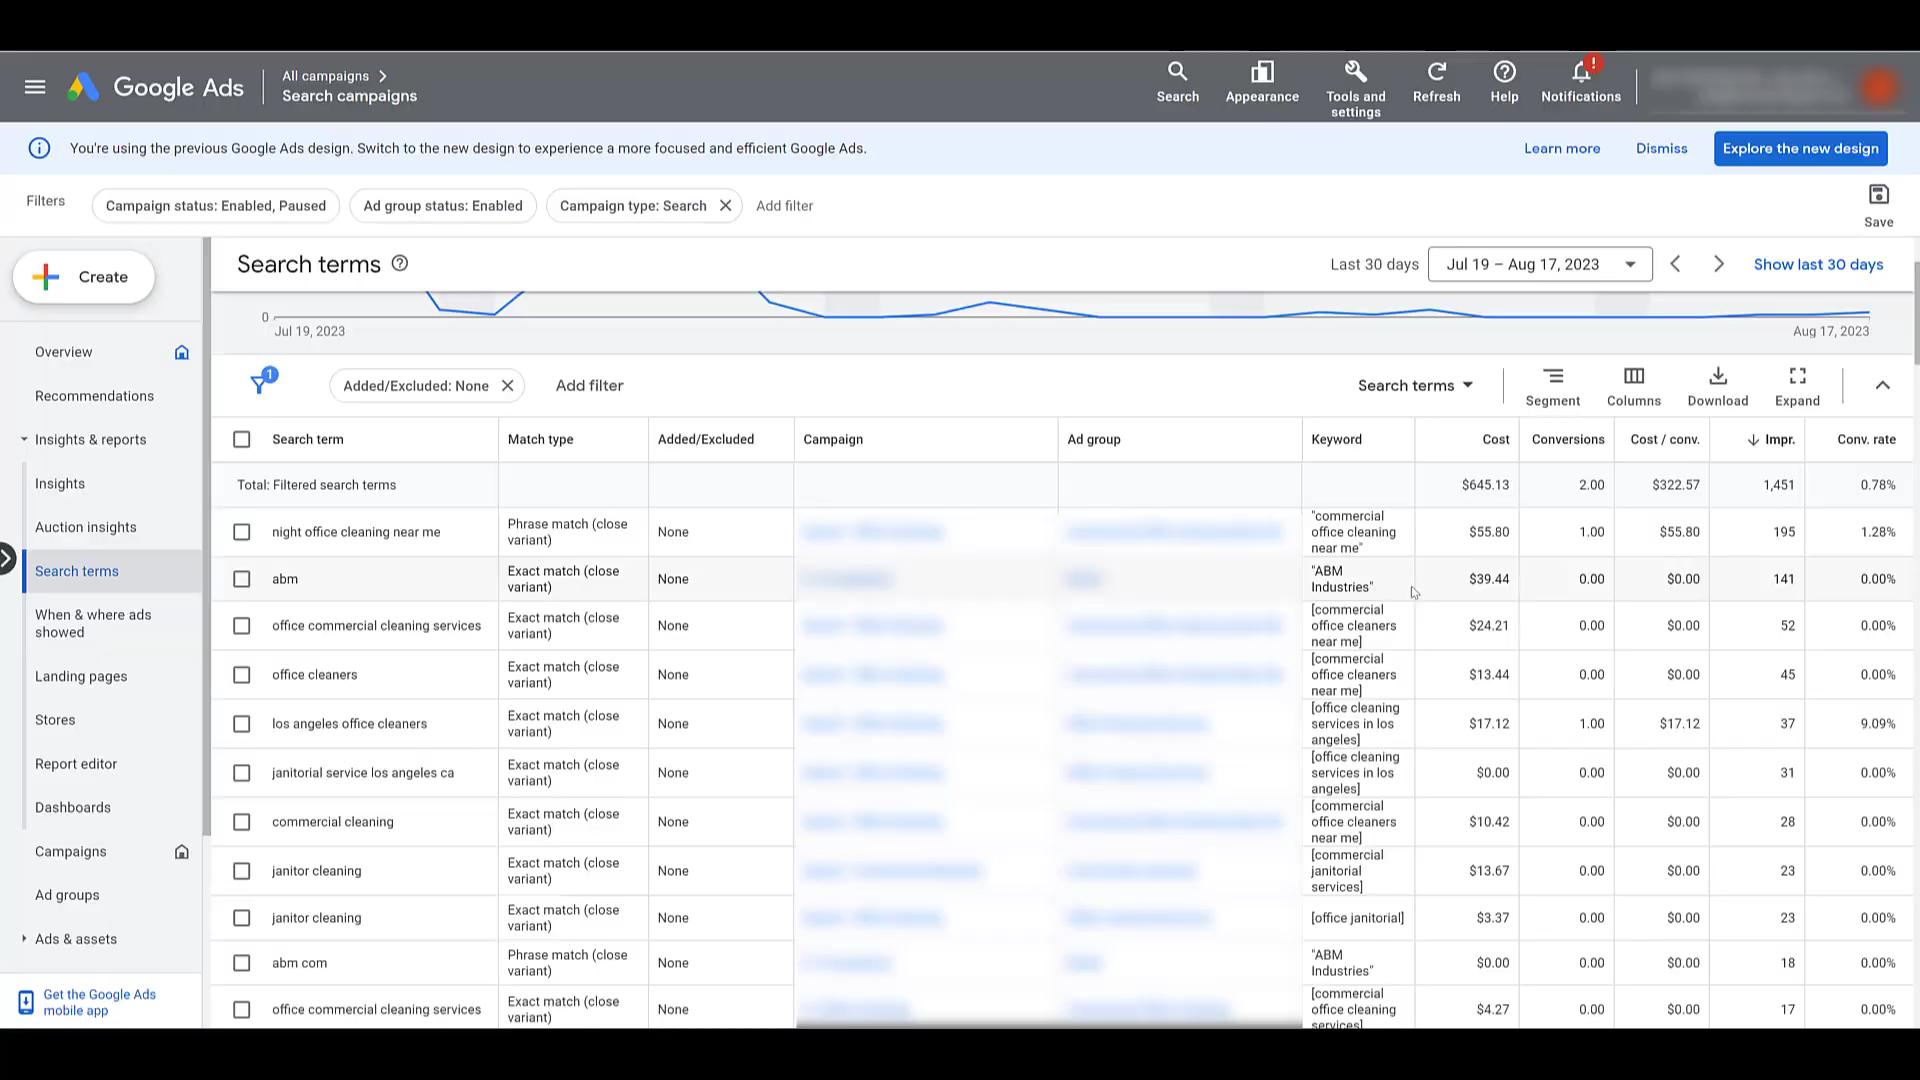 Google Ads
All campaigns
Search campaigns
Search
Appearance
Tools and
settings
Refresh
Help
!
Notifications
You're using the previous Google Ads design. Switch to the new design to experience a more focused and efficient Google Ads.
Learn more
Dismiss
Explore the new design
Filters
Campaign status: Enabled, Paused
Ad group status: Enabled
Campaign type: Search
Add filter
Save
Create
Search terms
Last 30 days
Jul 19 – Aug 17, 2023
Show last 30 days
0
Jul 19, 2023
Aug 17, 2023
Overview
Recommendations
Insights & reports
Insights
Auction insights
Search terms
When & where ads
showed
Landing pages
Stores
Report editor
Dashboards
Campaigns
Ad groups
Ads & assets
Get the Google Ads
mobile app
1
Added/Excluded: None
Add filter
Search terms
Segment
Columns
Download
Expand
Search term Match type Added/Excluded Campaign Ad group Keyword Cost Conversions Cost / conv. Impr. Conv. rate
Total: Filtered search terms $645.13 2.00 $322.57 1,451 0.78%
night office cleaning near me
Phrase match (close
variant)
None
"commercial
office cleaning
near me"
$55.80 1.00 $55.80 195 1.28%
abm
Exact match (close
variant)
None
"ABM
Industries"
$39.44 0.00 $0.00 141 0.00%
office commercial cleaning services
Exact match (close
variant)
None
[commercial
office cleaners
near me]
$24.21 0.00 $0.00 52 0.00%
office cleaners
Exact match (close
variant)
None
[commercial
office cleaners
near me]
$13.44 0.00 $0.00 45 0.00%
los angeles office cleaners
Exact match (close
variant)
None
[office cleaning
services in los
angeles]
$17.12 1.00 $17.12 37 9.09%
janitorial service los angeles ca
Exact match (close
variant)
None
[office cleaning
services in los
angeles]
$0.00 0.00 $0.00 31 0.00%
commercial cleaning
Exact match (close
variant)
None
[commercial
office cleaners
near me]
$10.42 0.00 $0.00 28 0.00%
janitor cleaning
Exact match (close
variant)
None
[commercial
janitorial
services]
$13.67 0.00 $0.00 23 0.00%
janitor cleaning
Exact match (close
variant)
None
[office janitorial]
$3.37 0.00 $0.00 23 0.00%
abm com
Phrase match (close
variant)
None
"ABM
Industries"
$0.00 0.00 $0.00 18 0.00%
office commercial cleaning services
Exact match (close
variant)
None
[commercial
office cleaning
services]
$4.27 0.00 $0.00 17 0.00%